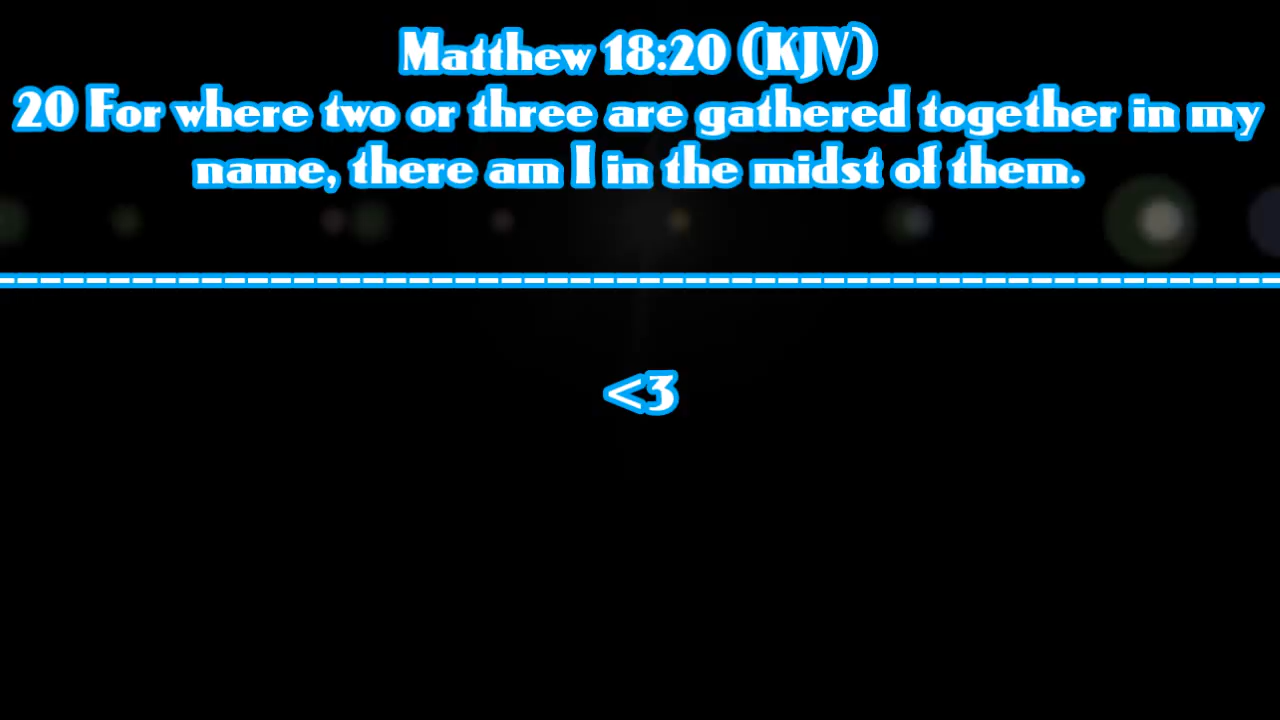 Matthew 18:20 (KJV)
20 For where two or three are gathered together in my
name, there am I in the midst of them.
<3